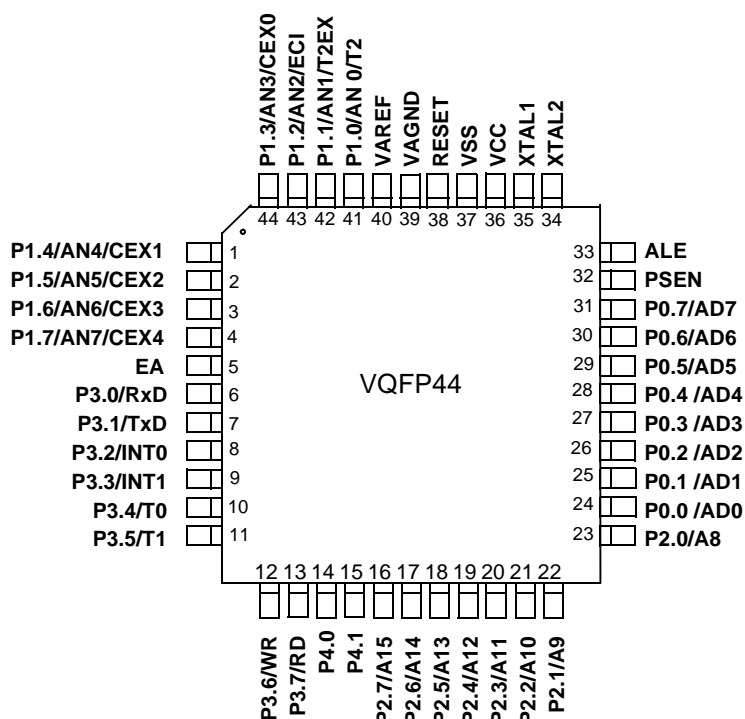 P1.3/AN3/CEX0
P1.2/AN2/ECI
P1.1/AN1/T2EX
P1.0/AN 0/T2
VAREF
VAGND
RESET
VSS
VCC
XTAL1
XTAL2
44 43 42 41 40 39 38 37 36 35 34
P1.4/AN4/CEX1 1
P1.5/AN5/CEX2 2
P1.6/AN6/CEX3 3
P1.7/AN7/CEX4 4
EA 5
P3.0/RxD 6
P3.1/TxD 7
P3.2/INT0 8
P3.3/INT1 9
P3.4/T0 10
P3.5/T1 11
VQFP44
33 ALE
32 PSEN
31 P0.7/AD7
30 P0.6/AD6
29 P0.5/AD5
28 P0.4 /AD4
27 P0.3 /AD3
26 P0.2 /AD2
25 P0.1 /AD1
24 P0.0 /AD0
23 P2.0/A8
12 13 14 15 16 17 18 19 20 21 22
P3.6/WR
P3.7/RD
P4.0
P4.1
P2.7/A15
P2.6/A14
P2.5/A13
P2.4/A12
P2.3/A11
P2.2/A10
P2.1/A9